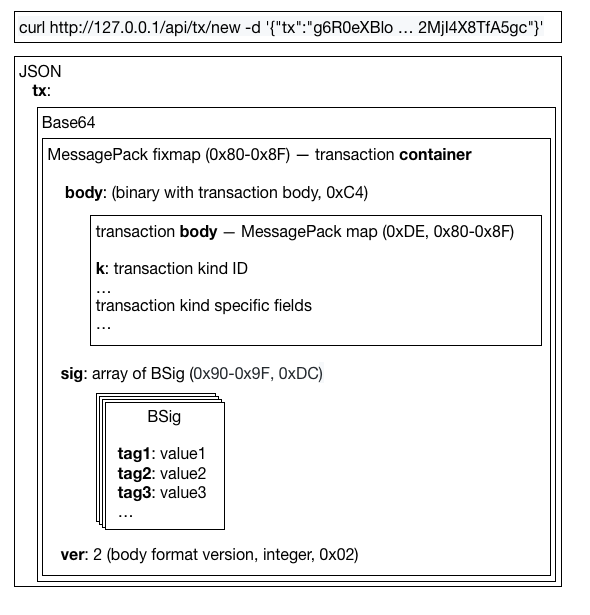 curl http://127.0.0.1/api/tx/new -d '{"tx":"g6R0eXBlo … 2MjI4X8TfA5gc"}'
JSON
tx:
Base64
MessagePack fixmap (0x80-0x8F) — transaction container
body: (binary with transaction body, 0xC4)
transaction body — MessagePack map (0xDE, 0x80-0x8F)
k: transaction kind ID
…
transaction kind specific fields
…
sig: array of BSig (0x90-0x9F, 0xDC)
BSig
tag1: value1
tag2: value2
tag3: value3
…
ver: 2 (body format version, integer, 0x02)